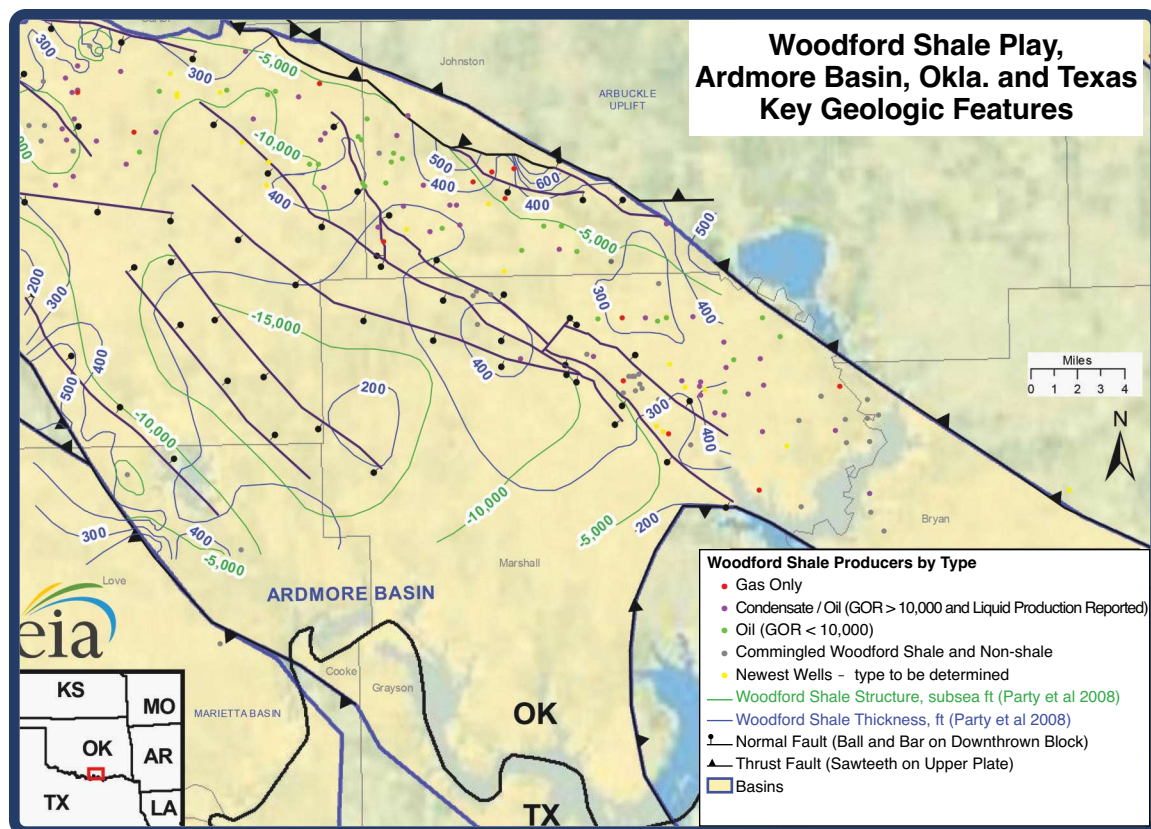 Woodford Shale Play,
Ardmore Basin, Okla. and Texas
Key Geologic Features
Johnston
ARBUCKLE
UPLIFT
300
300
-5,000
-10,000
500
400
600
400
400
500
-5,000
200
300
300
400
-15,000
400
500
400
200
300
400
-10,000
-10,000
-5,000
200
300
400
-5,000
Miles
0 1 2 3 4
N
Bryan
Marshall
Love
ARDMORE BASIN
Cooke
Grayson
MARIETTA BASIN
OK
TX
eia
KS
MO
OK
AR
TX
LA
Woodford Shale Producers by Type
Gas Only
Condensate / Oil (GOR > 10,000 and Liquid Production Reported)
Oil (GOR < 10,000)
Commingled Woodford Shale and Non-shale
Newest Wells - type to be determined
Woodford Shale Structure, subsea ft (Party et al 2008)
Woodford Shale Thickness, ft (Party et al 2008)
Normal Fault (Ball and Bar on Downthrown Block)
Thrust Fault (Sawteeth on Upper Plate)
Basins